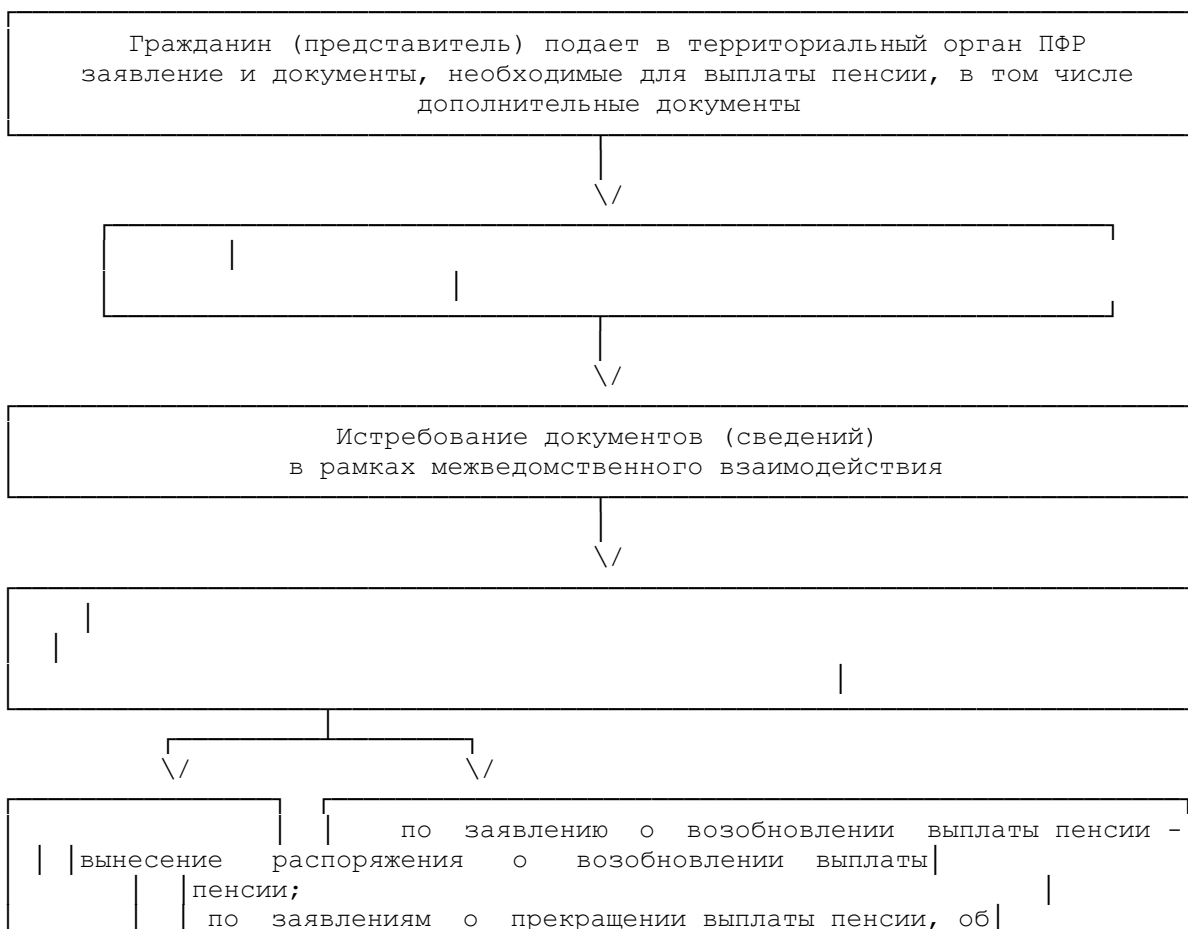 Гражданин (представитель) подает в территориальный орган ПФР
заявление и документы, необходимые для выплаты пенсии, в том числе
дополнительные документы
Истребование документов (сведений)
в рамках межведомственного взаимодействия
по заявлению о возобновлении выплаты пенсии -
вынесение распоряжения о возобновлении выплаты
пенсии;
по заявлениям о прекращении выплаты пенсии, об